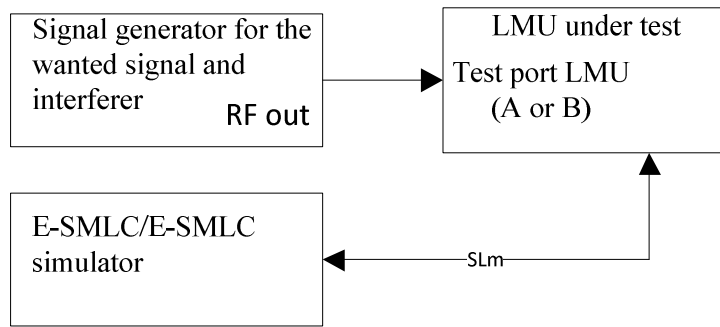 Signal generator for the
wanted signal and
interferer
RF out
LMU under test
Test port LMU
(A or B)
E-SMLC/E-SMLC
simulator
SLm